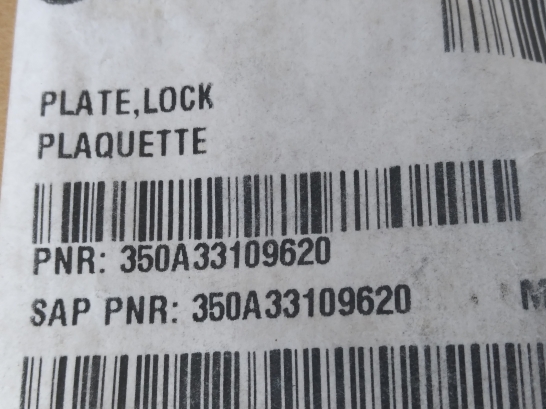 PLATE,LOCK
PLAQUETTE
PNR: 350A33109620
SAP PNR: 350A33109620